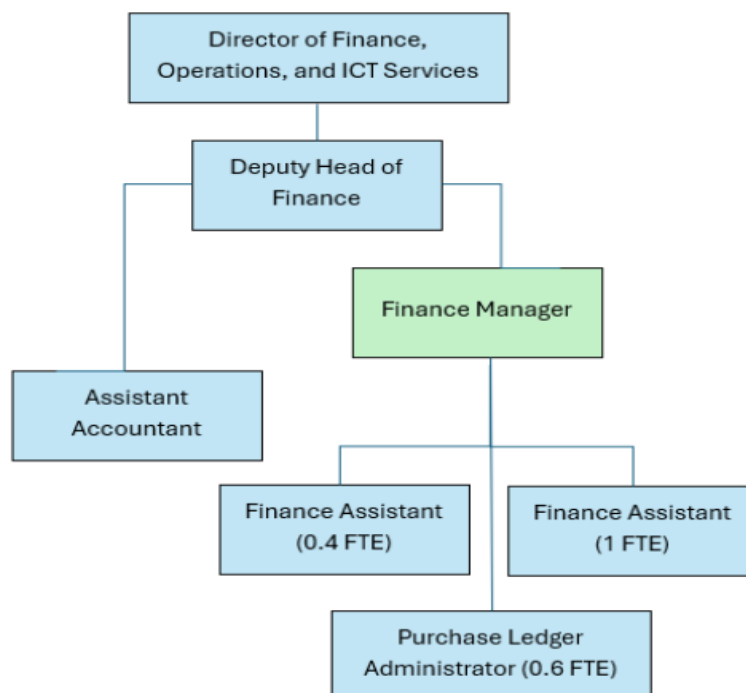 Director of Finance,
Operations, and ICT Services
Deputy Head of
Finance
Finance Manager
Assistant
Accountant
Finance Assistant
(0.4 FTE)
Finance Assistant
(1 FTE)
Purchase Ledger
Administrator (0.6 FTE)